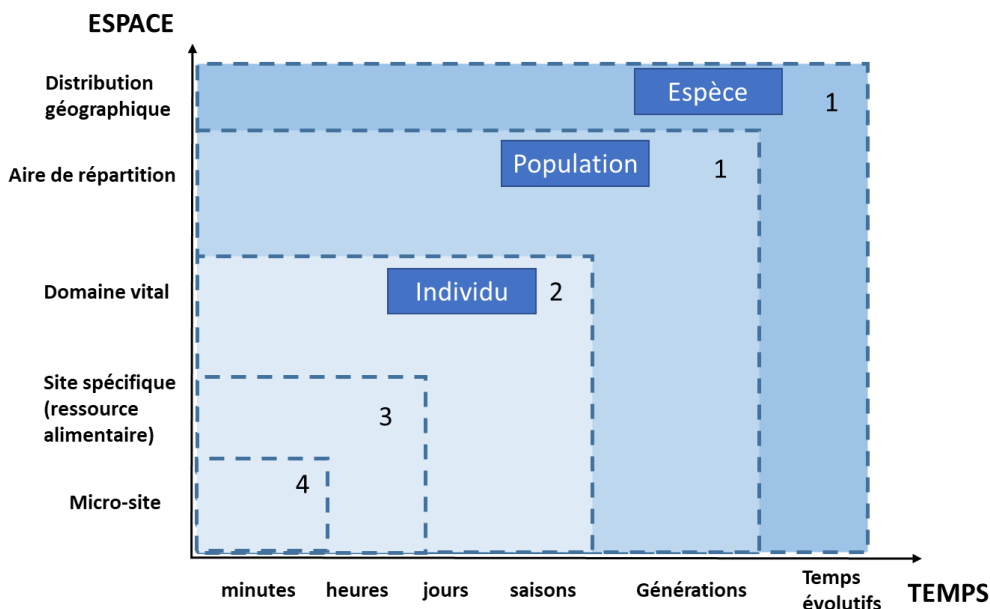 ESPACE
Distribution
géographique
Espèce
1
Aire de répartition
Population
1
Domaine vital
Individu
2
Site spécifique
(ressource
alimentaire)
3
Micro-site
4
minutes
heures
jours
saisons
Générations
Temps
évolutifs
TEMPS